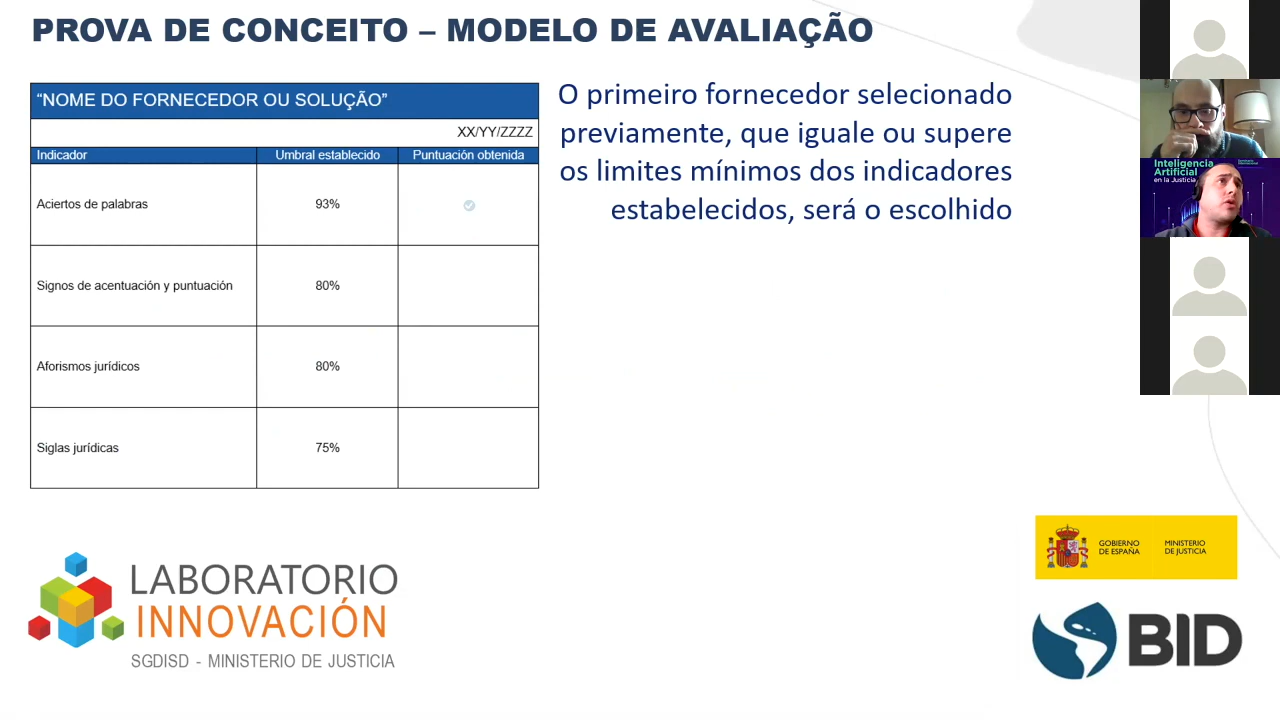 PROVA DE CONCEITO – MODELO DE AVALIAÇÃO
“NOME DO FORNECEDOR OU SOLUÇÃO”
XX/YY/ZZZZ
Indicador Umbral establecido Puntuación obtenida
Aciertos de palabras 93%
Signos de acentuación y puntuación 80%
Aforismos jurídicos 80%
Siglas jurídicas 75%
O primeiro fornecedor selecionado
previamente, que iguale ou supere
os limites mínimos dos indicadores
estabelecidos, será o escolhido
Inteligencia
Artificial
en la Justicia
LABORATORIO
INNOVACIÓN
SGDISD - MINISTERIO DE JUSTICIA
GOBIERNO MINISTERIO
DE ESPAÑA DE JUSTICIA
BID